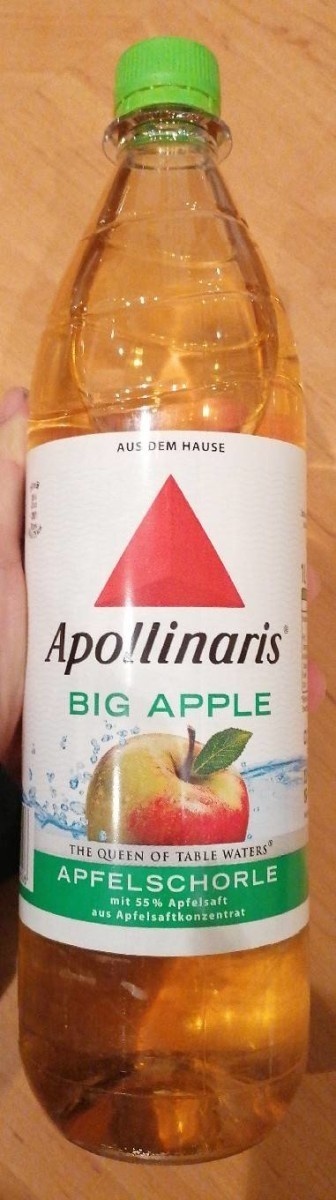 AUS DEM HAUSE
Apollinaris®
BIG APPLE
THE QUEEN OF TABLE WATERS®
APFELSCHORLE
mit 55% Apfelsaft
aus Apfelsaftkonzentrat